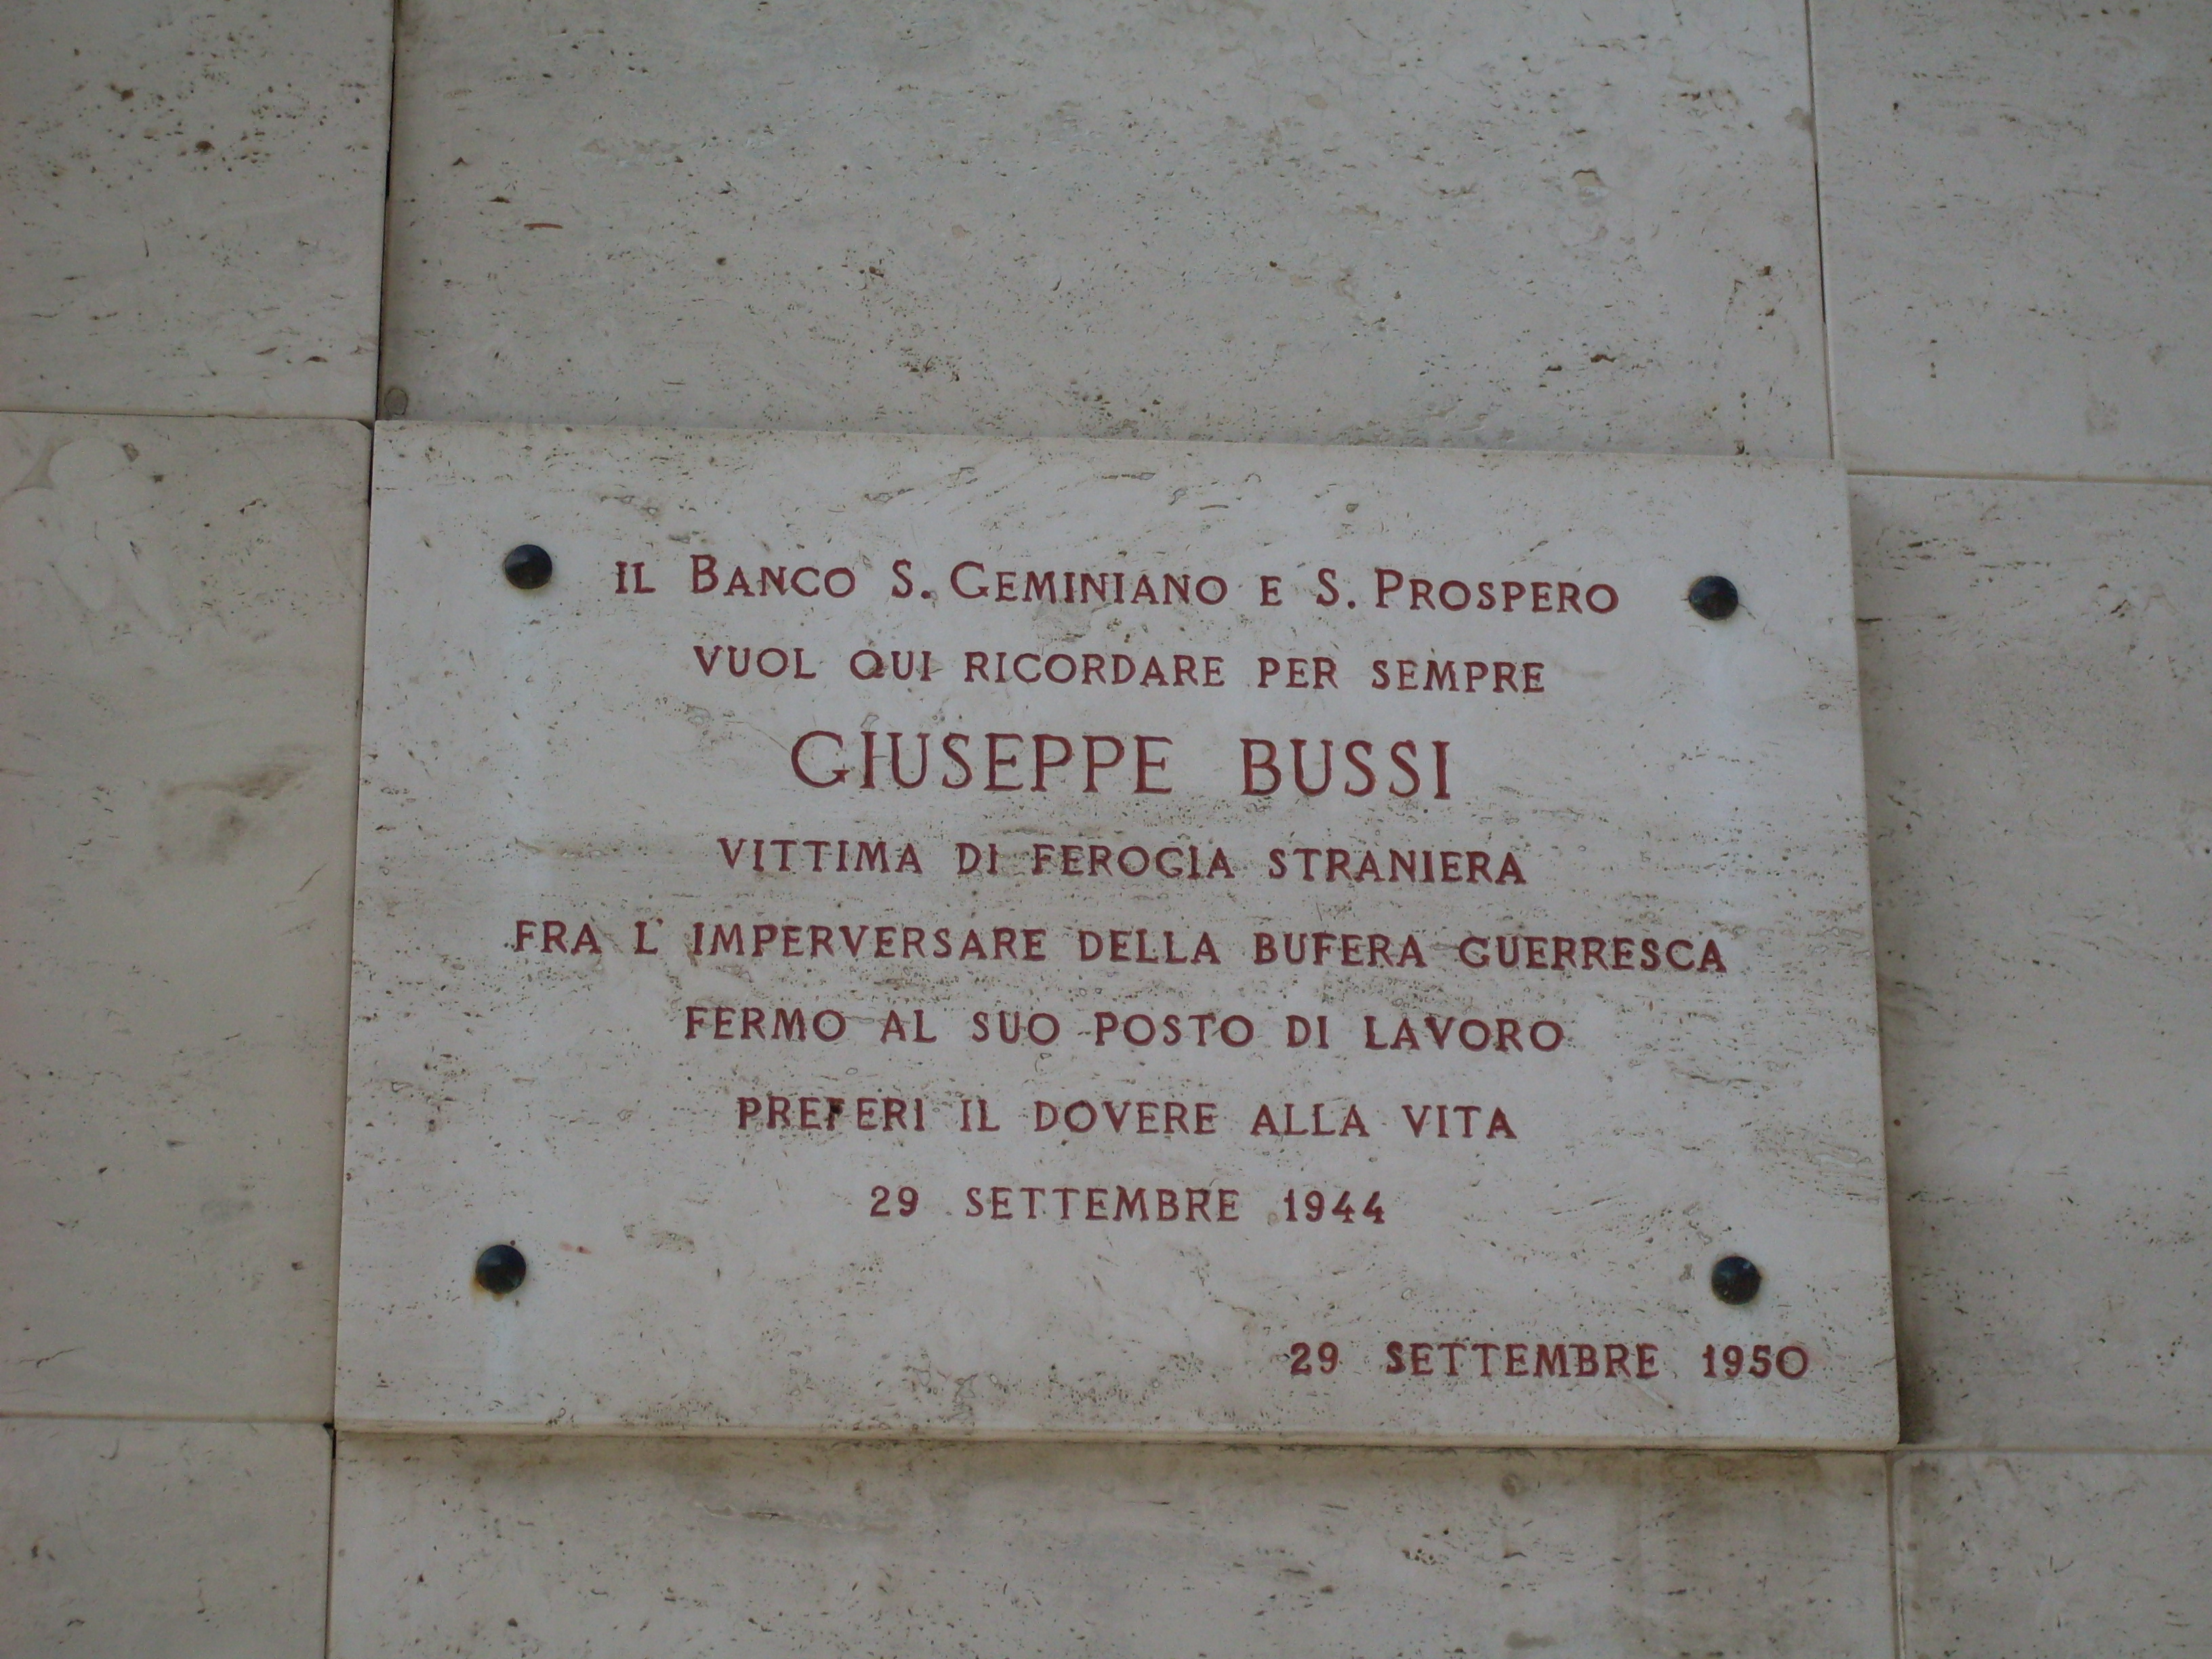 IL BANCO S. GEMINIANO E S. PROSPERO
VUOL QUI RICORDARE PER SEMPRE
GIUSEPPE BUSSI
VITTIMA DI FEROCIA STRANIERA
FRA L' IMPERVERSARE DELLA BUFERA GUERRESCA
FERMO AL SUO POSTO DI LAVORO
PREFERI IL DOVERE ALLA VITA
29 SETTEMBRE 1944
29 SETTEMBRE 1950